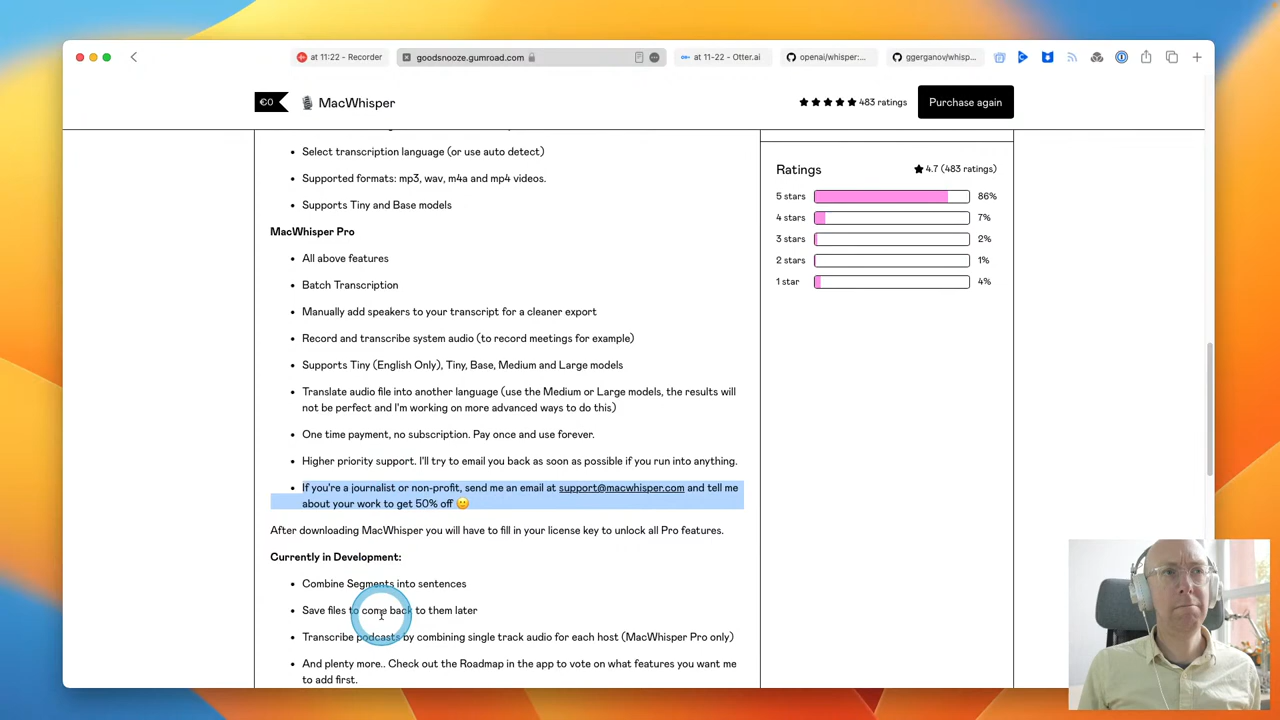 at 11:22 - Recorder
goodsnooze.gumroad.com
at 11-22 - Otter.ai
openai/whisper:...
ggerganov/whisp...
€0
MacWhisper
483 ratings
Purchase again
Select transcription language (or use auto detect)
Supported formats: mp3, wav, m4a and mp4 videos.
Supports Tiny and Base models
MacWhisper Pro
All above features
Batch Transcription
Manually add speakers to your transcript for a cleaner export
Record and transcribe system audio (to record meetings for example)
Supports Tiny (English Only), Tiny, Base, Medium and Large models
Translate audio file into another language (use the Medium or Large models, the results will
not be perfect and I'm working on more advanced ways to do this)
One time payment, no subscription. Pay once and use forever.
Higher priority support. I'll try to email you back as soon as possible if you run into anything.
If you're a journalist or non-profit, send me an email at support@macwhisper.com and tell me
about your work to get 50% off 🙂
After downloading MacWhisper you will have to fill in your license key to unlock all Pro features.
Currently in Development:
Combine Segments into sentences
Save files to come back to them later
Transcribe podcasts by combining single track audio for each host (MacWhisper Pro only)
And plenty more.. Check out the Roadmap in the app to vote on what features you want me
to add first.
Ratings
4.7 (483 ratings)
5 stars 86%
4 stars 7%
3 stars 2%
2 stars 1%
1 star 4%